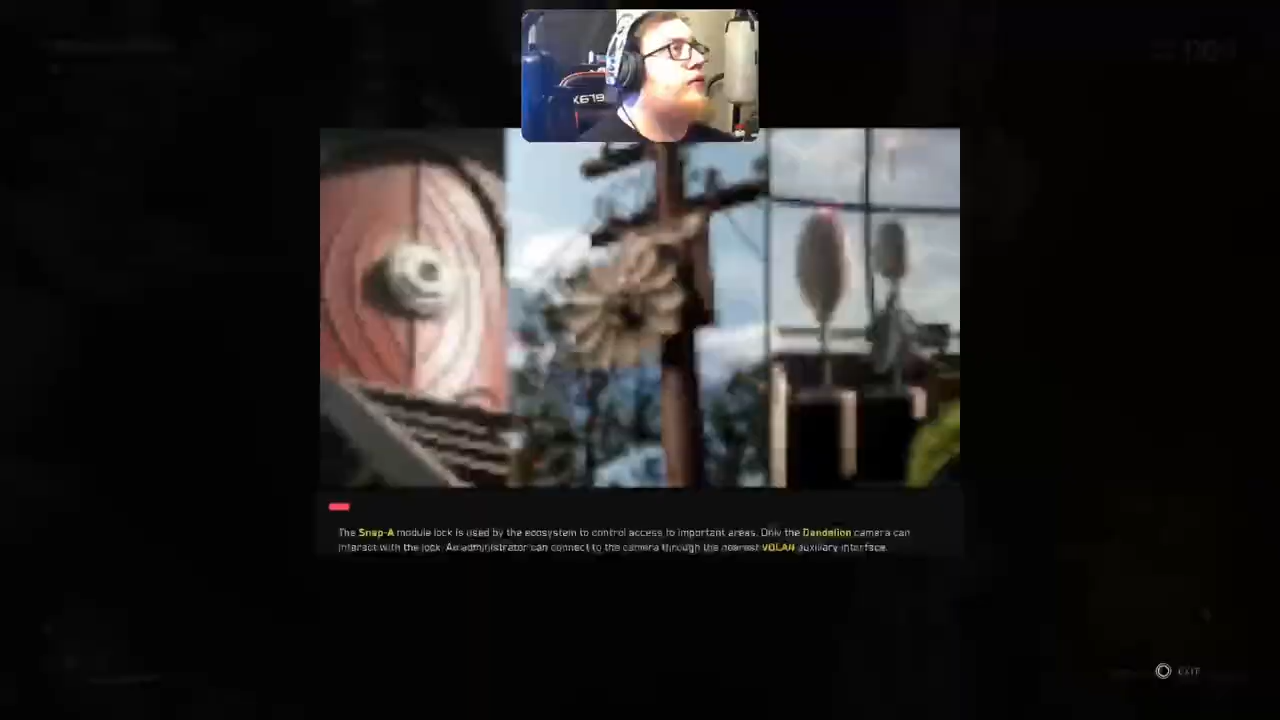 X679
The Snap-A module lock is used by the ecosystem to control access to important areas. Only the Dandelion camera can
interact with the lock. An administrator can connect to the camera through the nearest VOLAN auxiliary interface.
EXIT